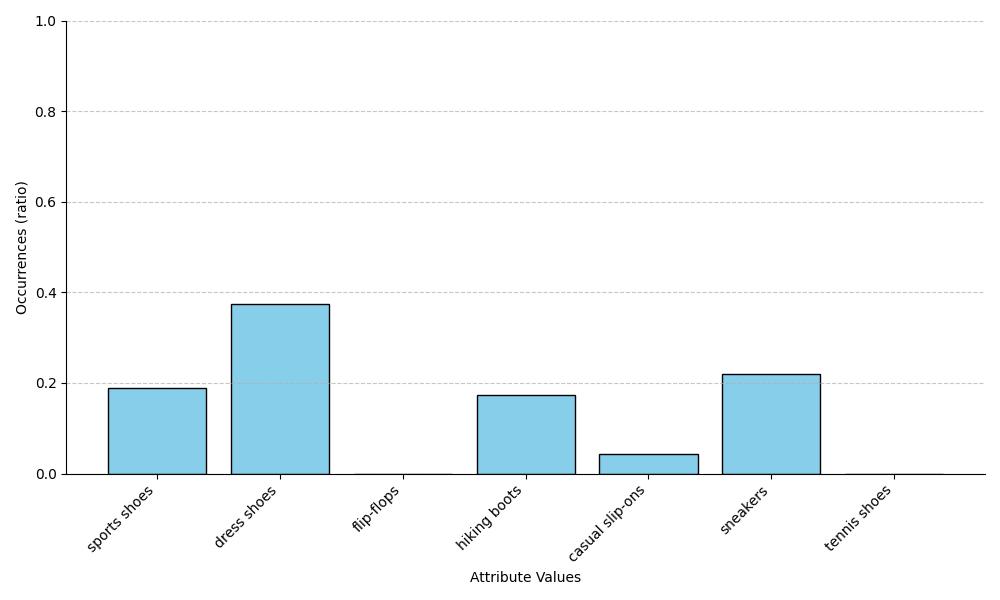 1.0
0.8
0.6
0.4
0.2
0.0
Occurrences (ratio)
sports shoes
dress shoes
flip-flops
hiking boots
casual slip-ons
sneakers
tennis shoes
Attribute Values